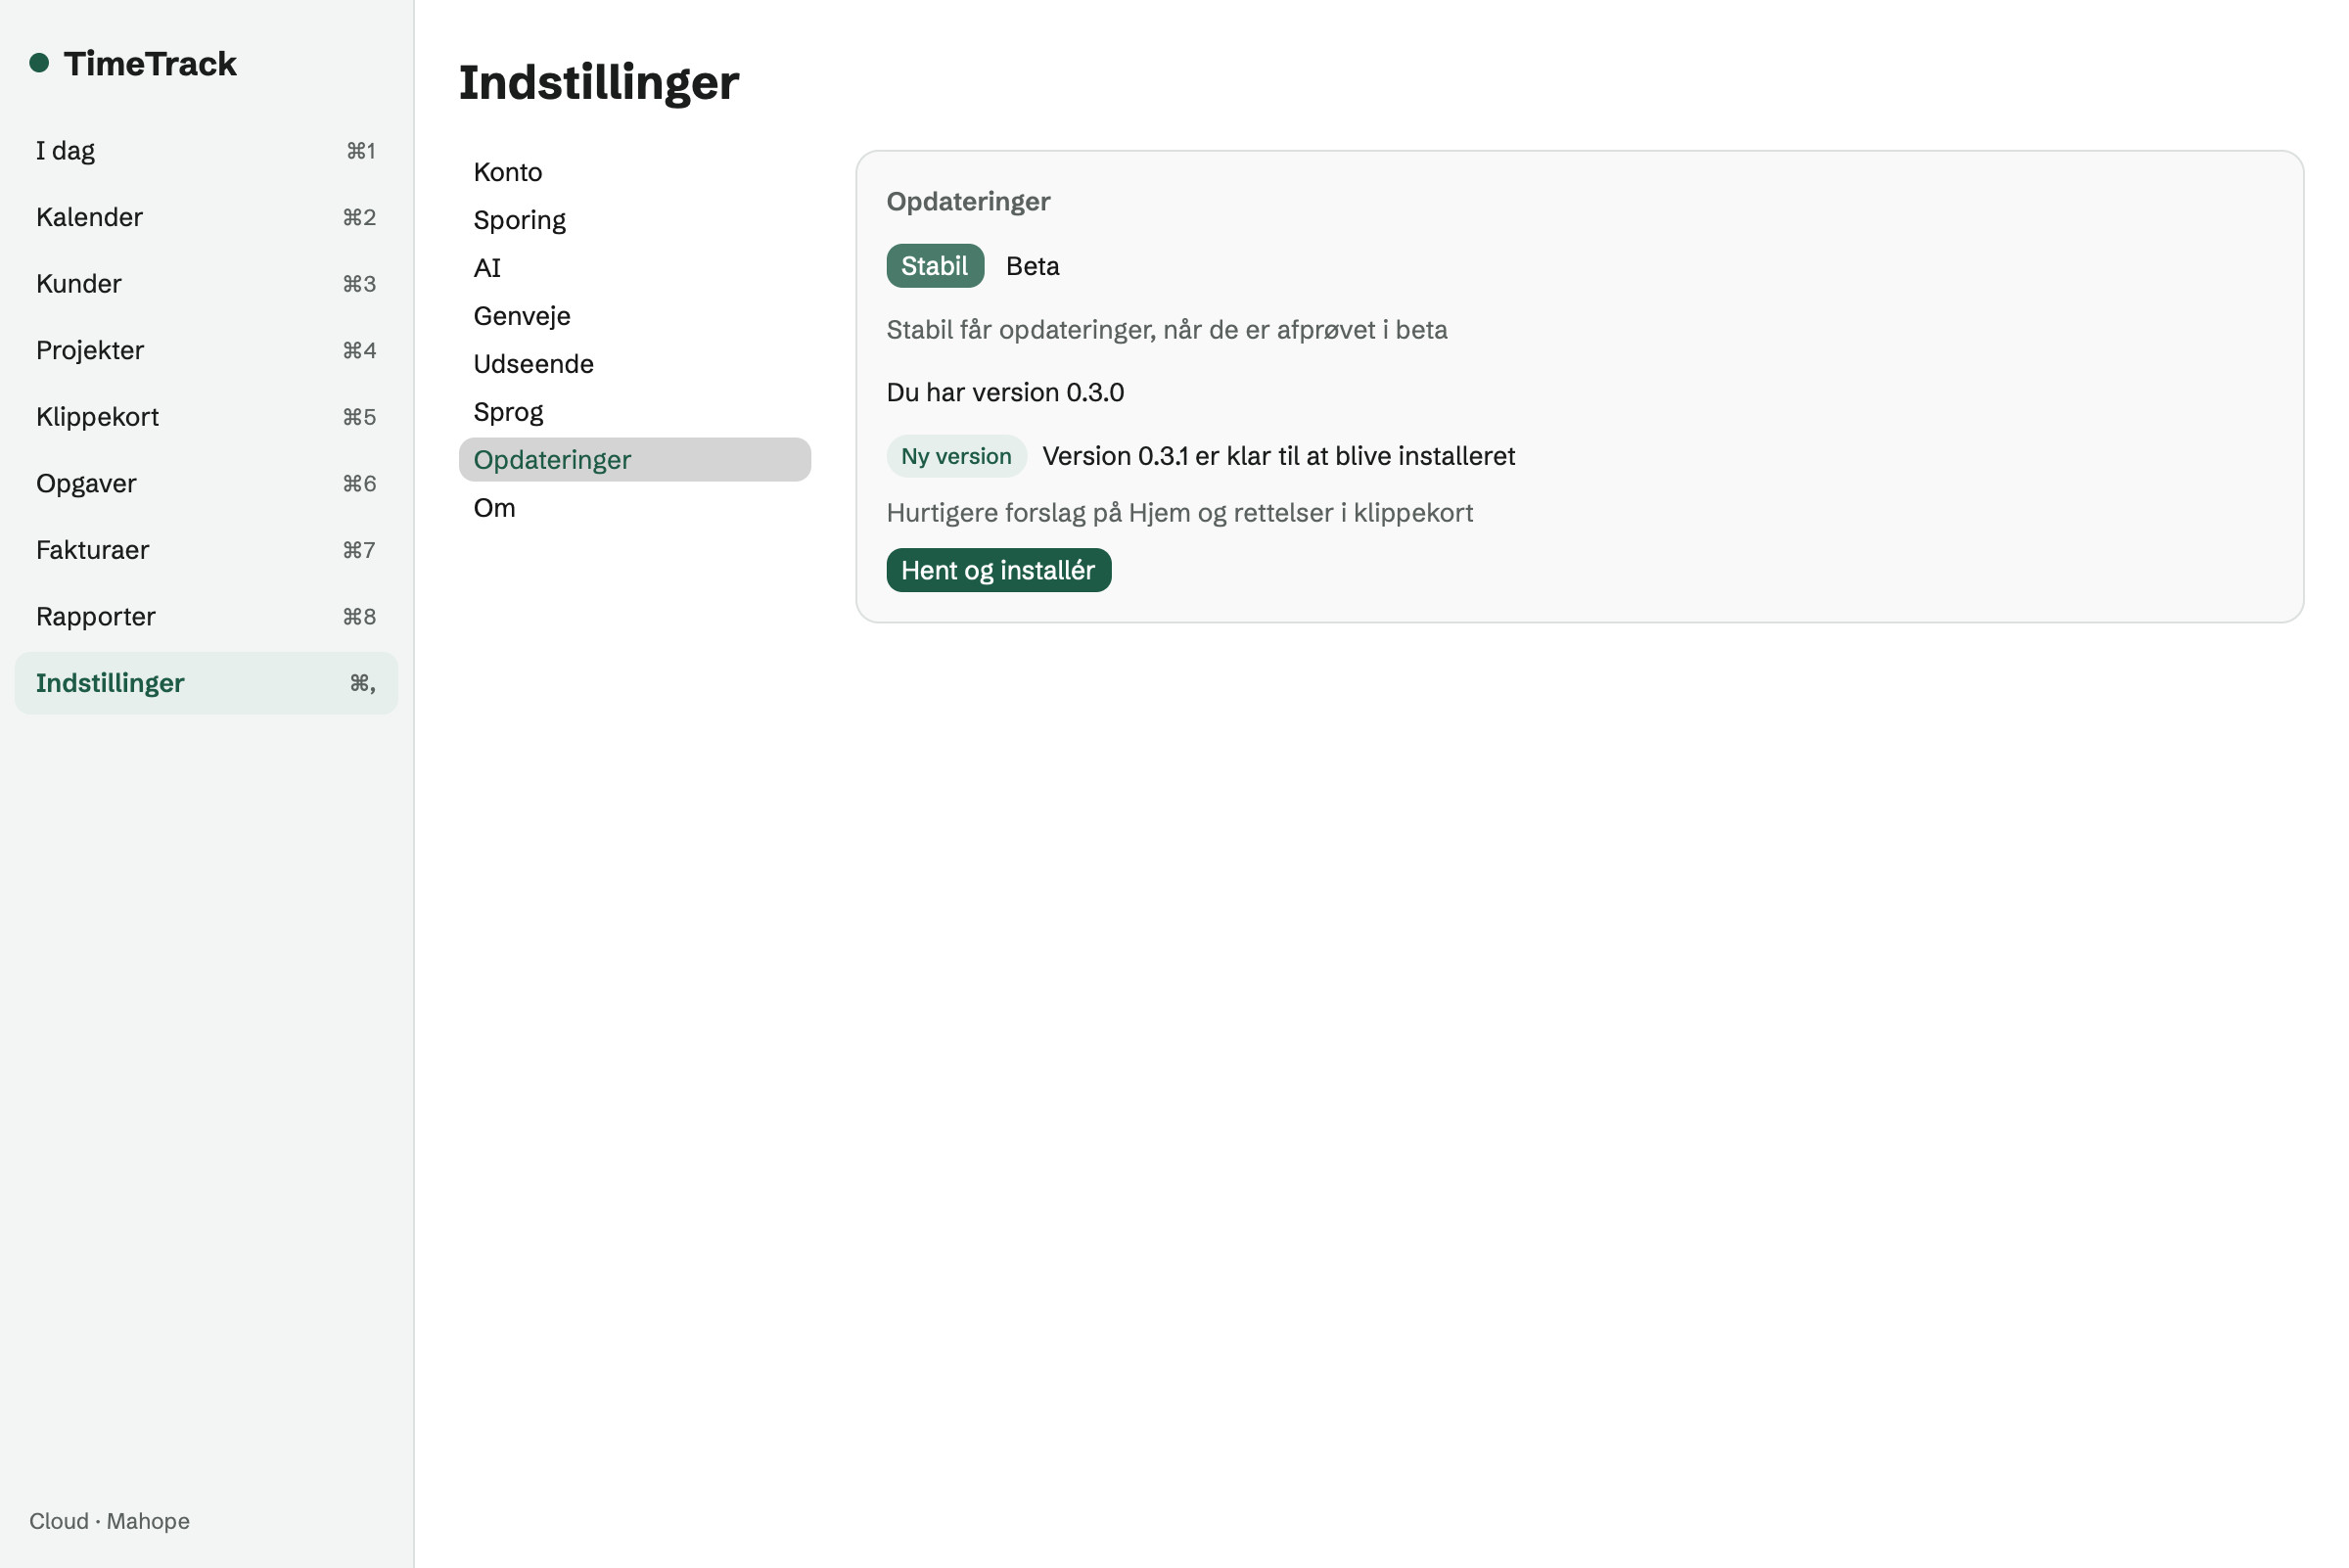 TimeTrack
I dag ⌘1
Kalender ⌘2
Kunder ⌘3
Projekter ⌘4
Klippekort ⌘5
Opgaver ⌘6
Fakturaer ⌘7
Rapporter ⌘8
Indstillinger ⌘,
Cloud · Mahope
Indstillinger
Konto
Sporing
AI
Genveje
Udseende
Sprog
Opdateringer
Om
Opdateringer
Stabil Beta
Stabil får opdateringer, når de er afprøvet i beta
Du har version 0.3.0
Ny version Version 0.3.1 er klar til at blive installeret
Hurtigere forslag på Hjem og rettelser i klippekort
Hent og installér